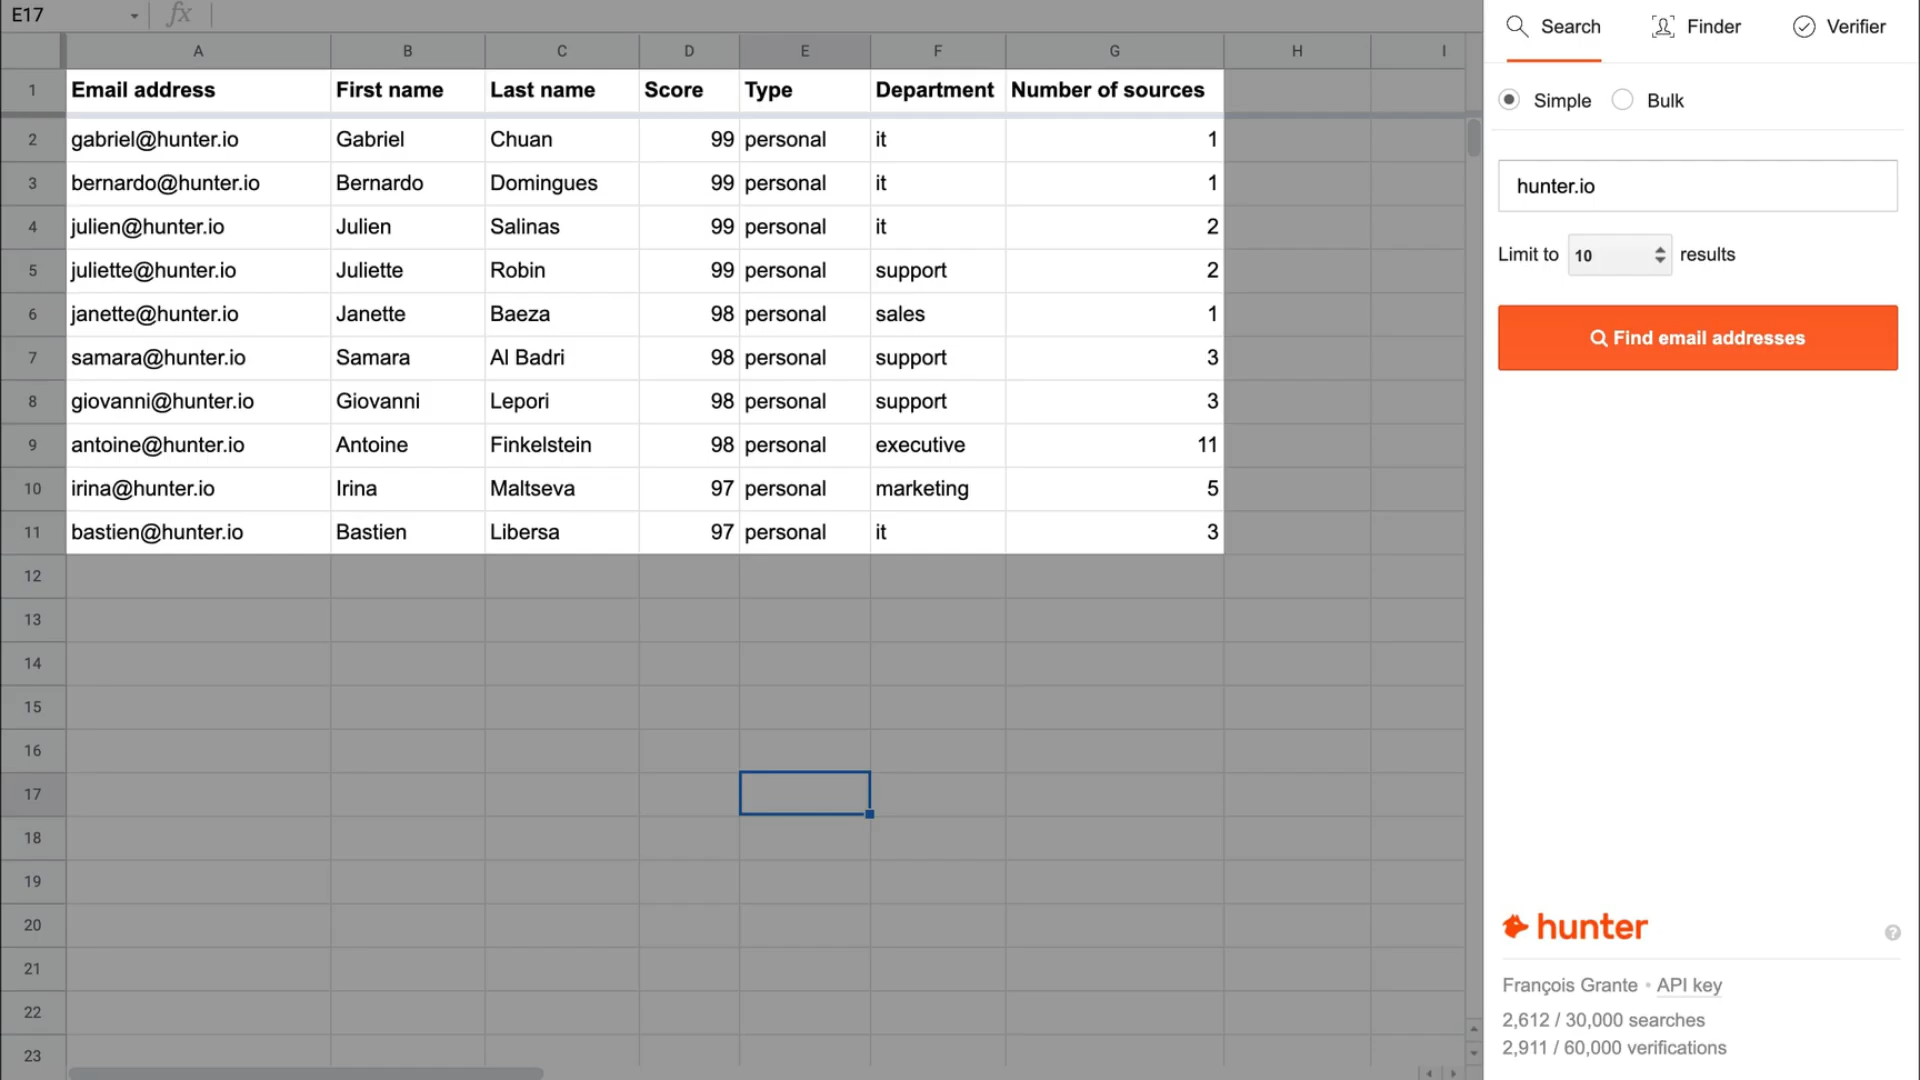 E17 fx
Search Finder Verifier
A B C D E F G H I
1 Email address First name Last name Score Type Department Number of sources
2 gabriel@hunter.io Gabriel Chuan 99 personal it 1
3 bernardo@hunter.io Bernardo Domingues 99 personal it 1
4 julien@hunter.io Julien Salinas 99 personal it 2
5 juliette@hunter.io Juliette Robin 99 personal support 2
6 janette@hunter.io Janette Baeza 98 personal sales 1
7 samara@hunter.io Samara Al Badri 98 personal support 3
8 giovanni@hunter.io Giovanni Lepori 98 personal support 3
9 antoine@hunter.io Antoine Finkelstein 98 personal executive 11
10 irina@hunter.io Irina Maltseva 97 personal marketing 5
11 bastien@hunter.io Bastien Libersa 97 personal it 3
12
13
14
15
16
17
18
19
20
21
22
23
Simple Bulk
hunter.io
Limit to 10 results
Find email addresses
hunter ?
François Grante • API key
2,612 / 30,000 searches
2,911 / 60,000 verifications